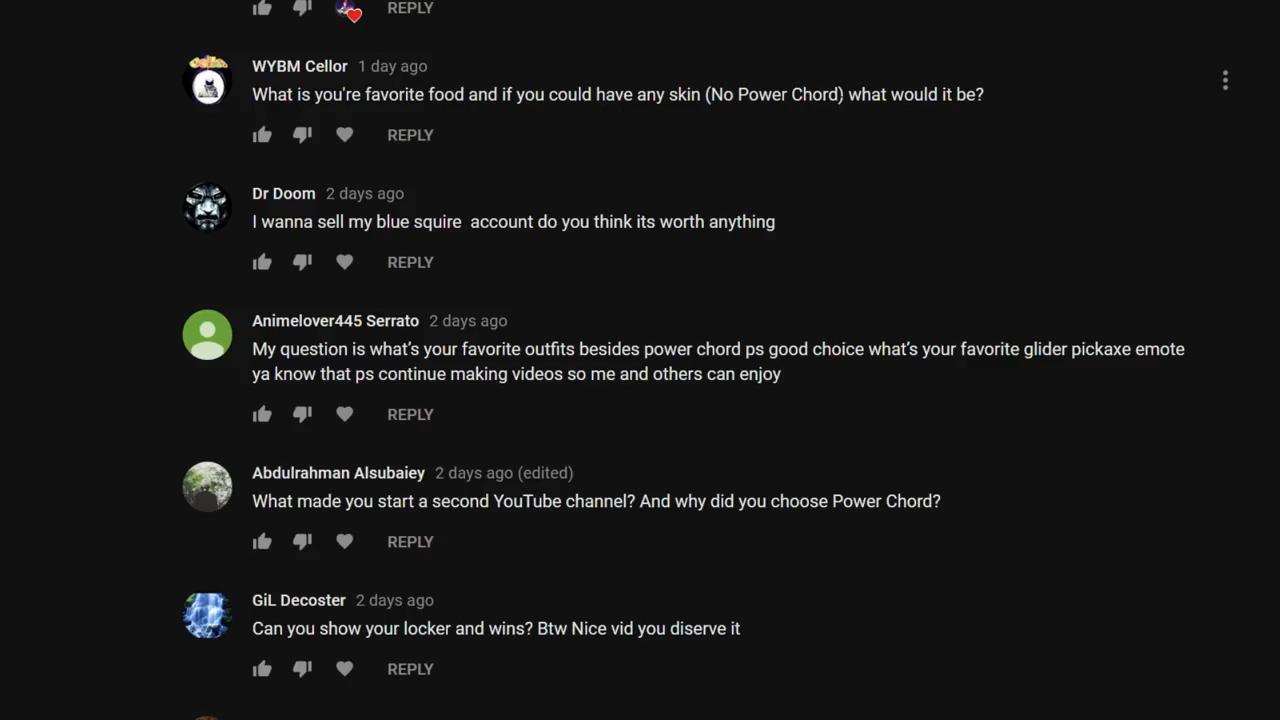 REPLY
WYBM Cellor 1 day ago
What is you're favorite food and if you could have any skin (No Power Chord) what would it be?
REPLY
Dr Doom 2 days ago
I wanna sell my blue squire  account do you think its worth anything
REPLY
Animelover445 Serrato 2 days ago
My question is what's your favorite outfits besides power chord ps good choice what's your favorite glider pickaxe emote
ya know that ps continue making videos so me and others can enjoy
REPLY
Abdulrahman Alsubaiey 2 days ago (edited)
What made you start a second YouTube channel? And why did you choose Power Chord?
REPLY
GiL Decoster 2 days ago
Can you show your locker and wins? Btw Nice vid you diserve it
REPLY